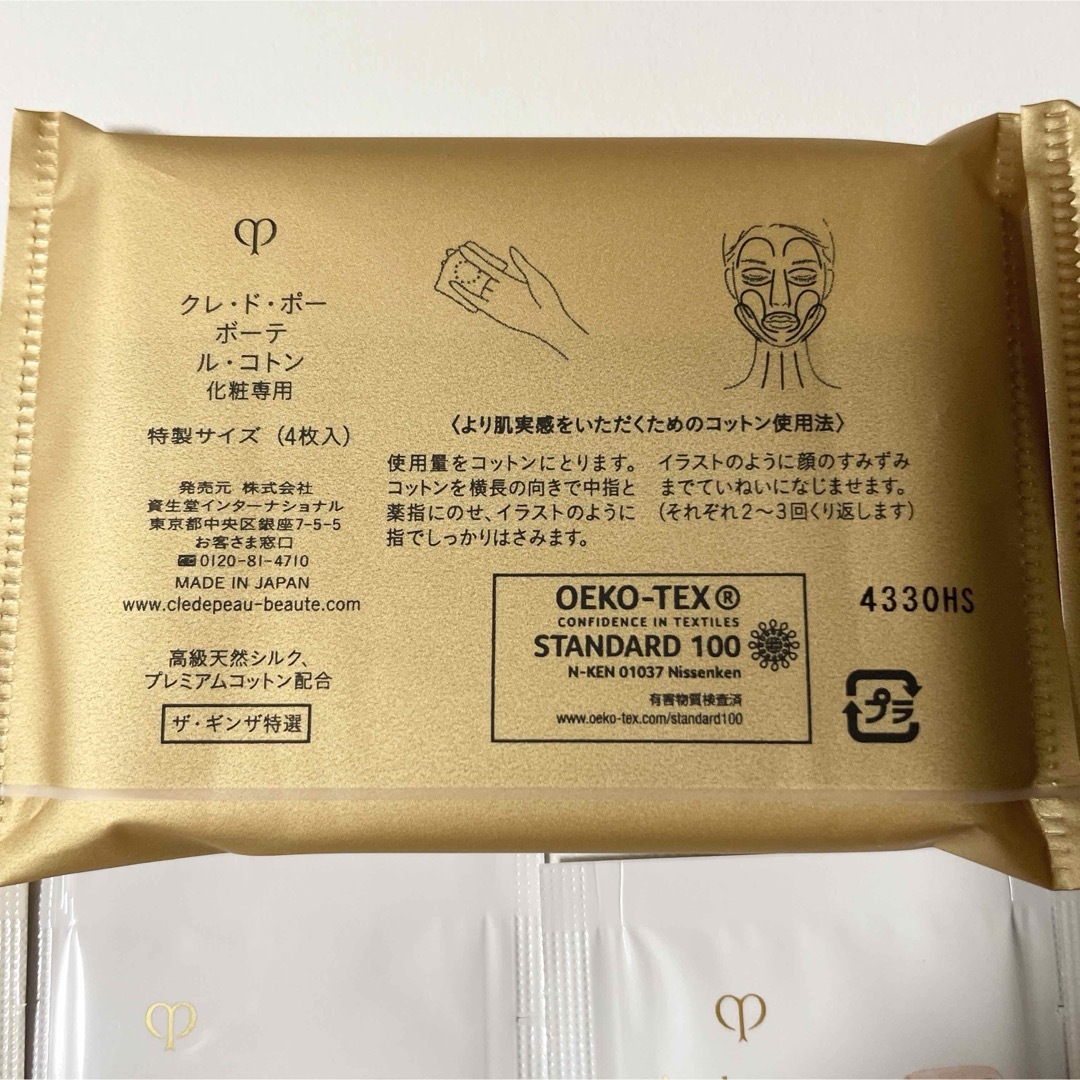 クレ・ド・ポー
ボーテ
ル・コトン
化粧専用
特製サイズ (4枚入)
発売元 株式会社
資生堂インターナショナル
東京都中央区銀座7-5-5
お客さま窓口
0120-81-4710
MADE IN JAPAN
www.cledepeau-beaute.com
高級天然シルク、
プレミアムコットン配合
ザ・ギンザ特選
〈より肌実感をいただくためのコットン使用法〉
使用量をコットンにとります。
コットンを横長の向きで中指と
薬指にのせ、イラストのように
指でしっかりはさみます。
イラストのように顔のすみずみ
までていねいになじませます。
(それぞれ2〜3回くり返します)
OEKO-TEX®
CONFIDENCE IN TEXTILES
STANDARD 100
N-KEN 01037 Nissenken
有害物質検査済
www.oeko-tex.com/standard100
4330HS
プラ